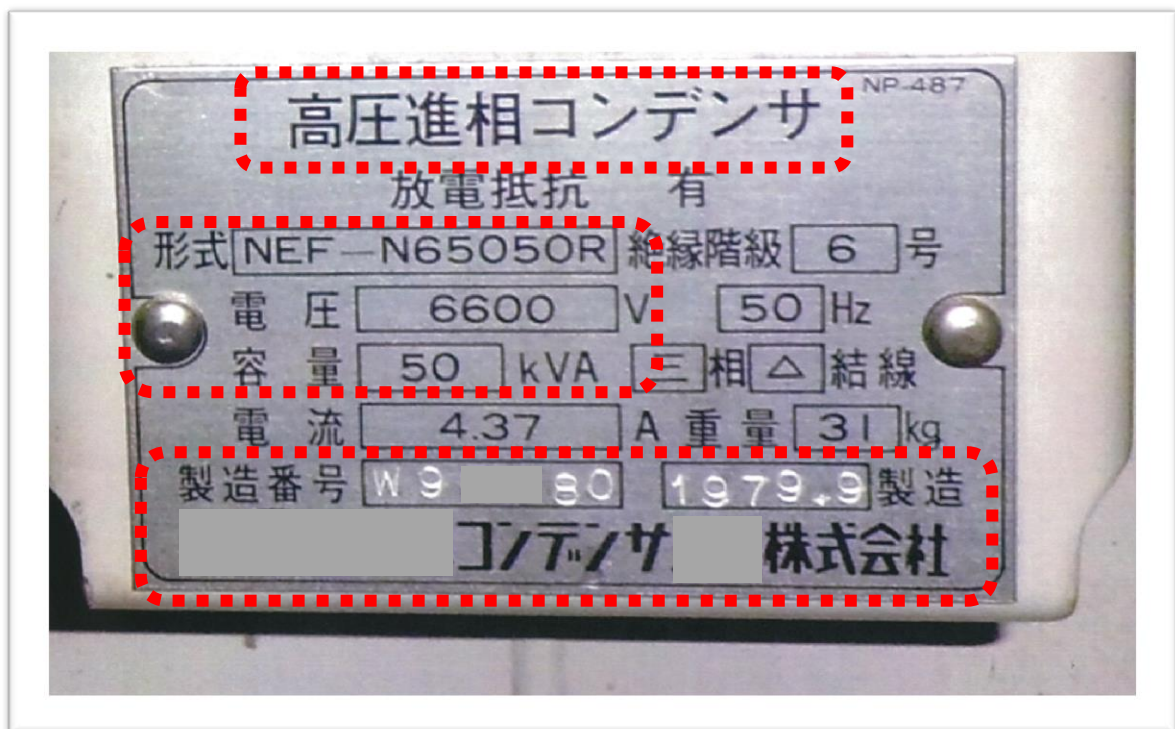 NP-487
高圧進相コンデンサ
放電抵抗 有
形式 NEF-N65050R 絶縁階級 6 号
電圧 6600 V 50 Hz
容量 50 kVA 三相 △ 結線
電流 4.37 A 重量 31 kg
製造番号 W9 80 1979.9 製造
コンデンサ 株式会社